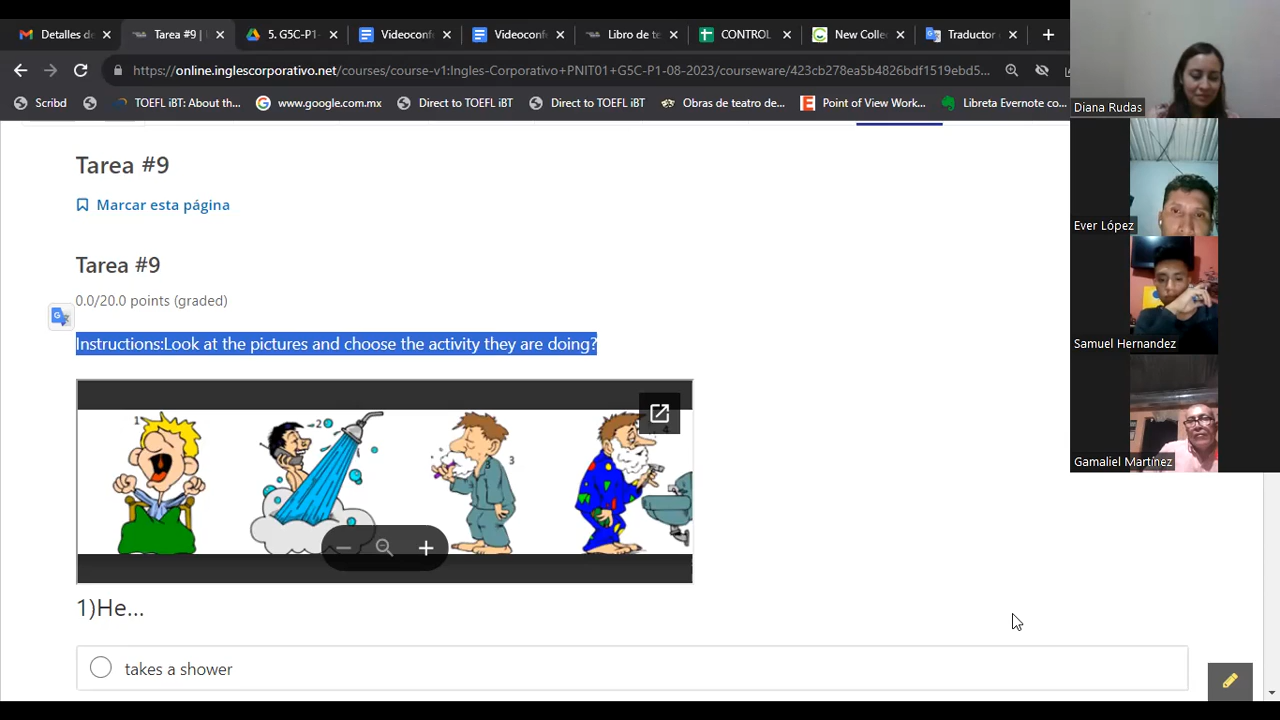 Detalles de
Tarea #9 |
5. G5C-P1-
Videoconf
Videoconf
Libro de te
CONTROL
New Colle
Traductor
https://online.inglescorporativo.net/courses/course-v1:Ingles-Corporativo+PNIT01+G5C-P1-08-2023/courseware/423cb278ea5b4826bdf1519ebd5...
Scribd
TOEFL iBT: About th...
www.google.com.mx
Direct to TOEFL iBT
Direct to TOEFL iBT
Obras de teatro de...
Point of View Work...
Libreta Evernote co...
Diana Rudas
Ever López
Samuel Hernandez
Gamaliel Martínez
Tarea #9
Marcar esta página
Tarea #9
0.0/20.0 points (graded)
Instructions:Look at the pictures and choose the activity they are doing?
1
2
3
4
1)He...
takes a shower